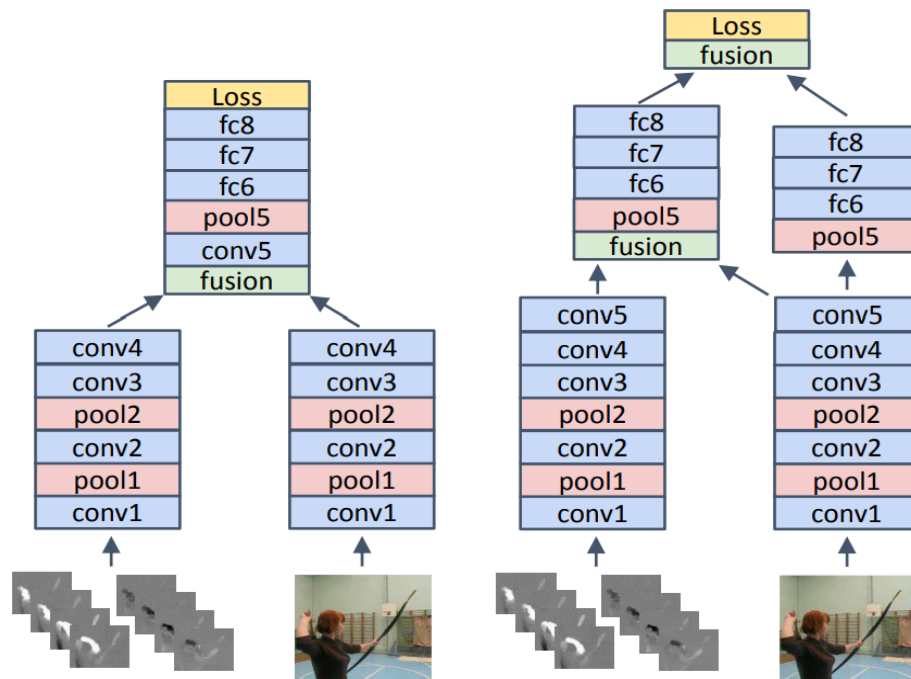 Loss
fc8
fc7
fc6
pool5
conv5
fusion
conv4
conv3
pool2
conv2
pool1
conv1
conv4
conv3
pool2
conv2
pool1
conv1
Loss
fusion
fc8
fc7
fc6
pool5
fusion
fc8
fc7
fc6
pool5
conv5
conv4
conv3
pool2
conv2
pool1
conv1
conv5
conv4
conv3
pool2
conv2
pool1
conv1